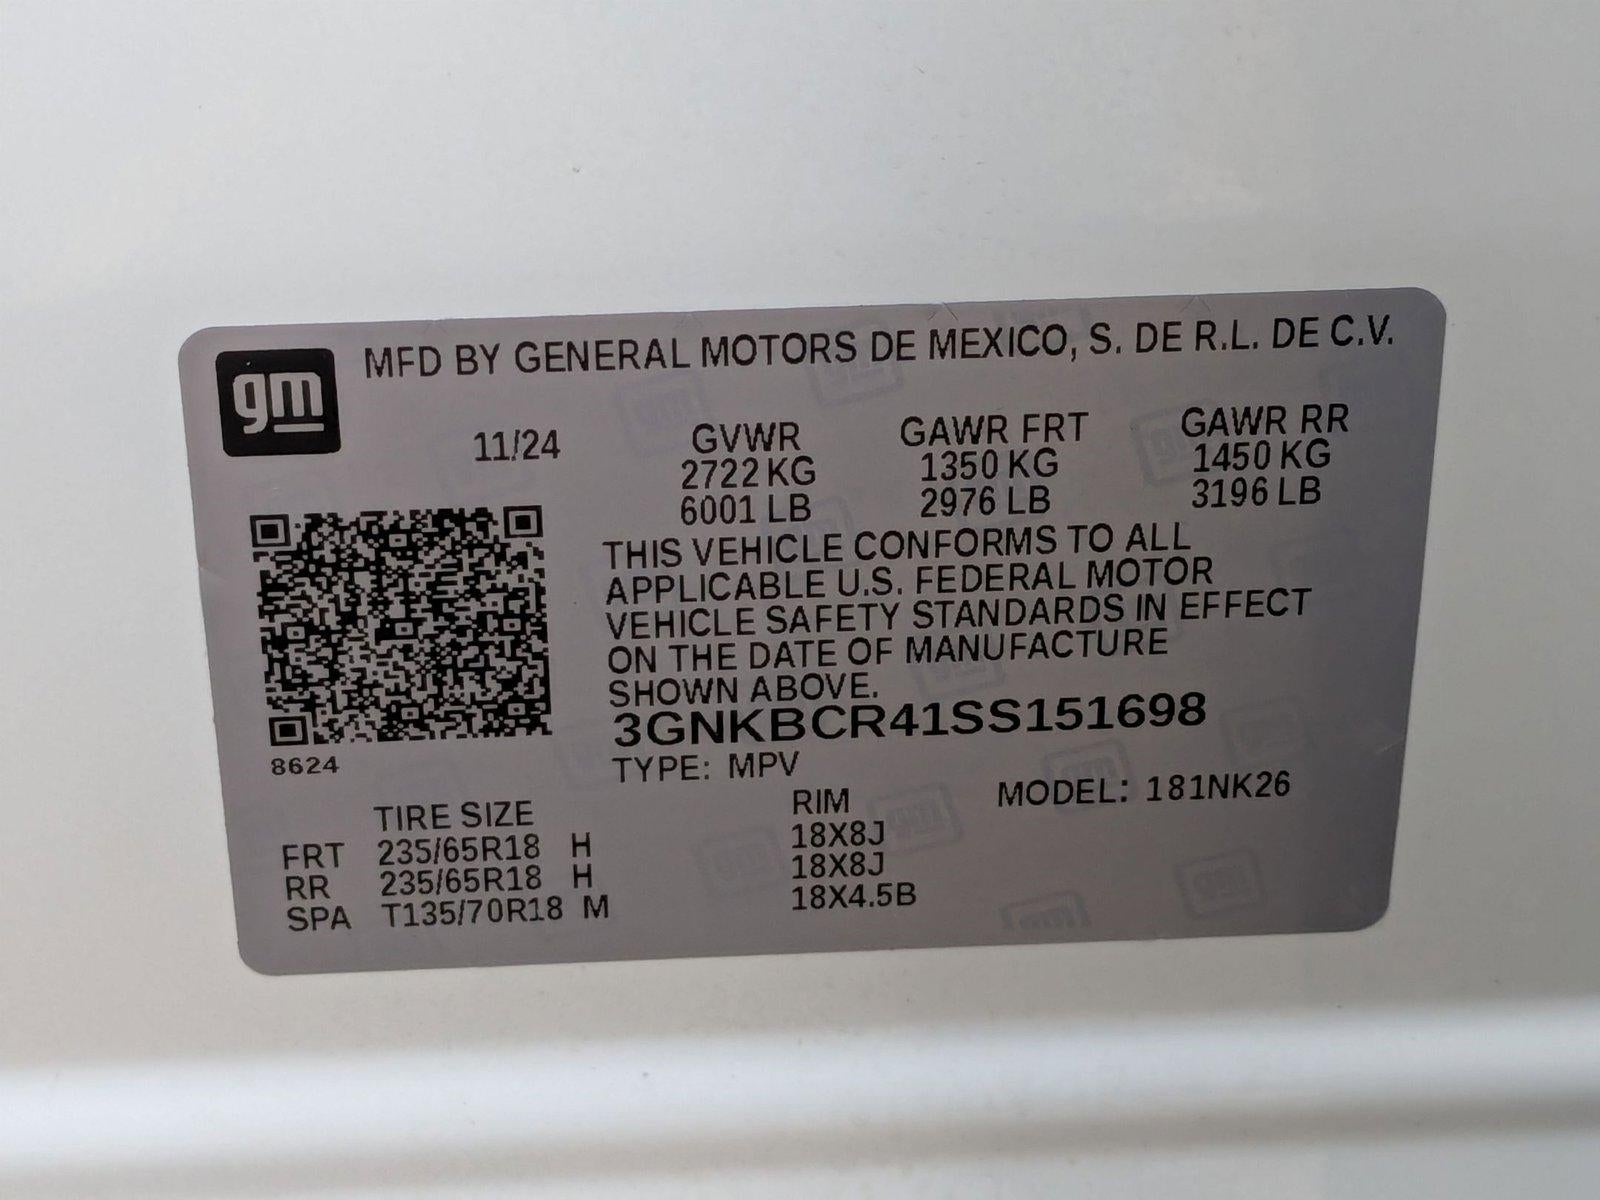 gm
MFD BY GENERAL MOTORS DE MEXICO, S. DE R.L. DE C.V.
11/24 GVWR GAWR FRT GAWR RR
2722 KG 1350 KG 1450 KG
6001 LB 2976 LB 3196 LB
THIS VEHICLE CONFORMS TO ALL
APPLICABLE U.S. FEDERAL MOTOR
VEHICLE SAFETY STANDARDS IN EFFECT
ON THE DATE OF MANUFACTURE
SHOWN ABOVE.
3GNKBCR41SS151698
8624
TYPE: MPV MODEL: 181NK26
TIRE SIZE RIM
FRT 235/65R18 H 18X8J
RR 235/65R18 H 18X8J
SPA T135/70R18 M 18X4.5B